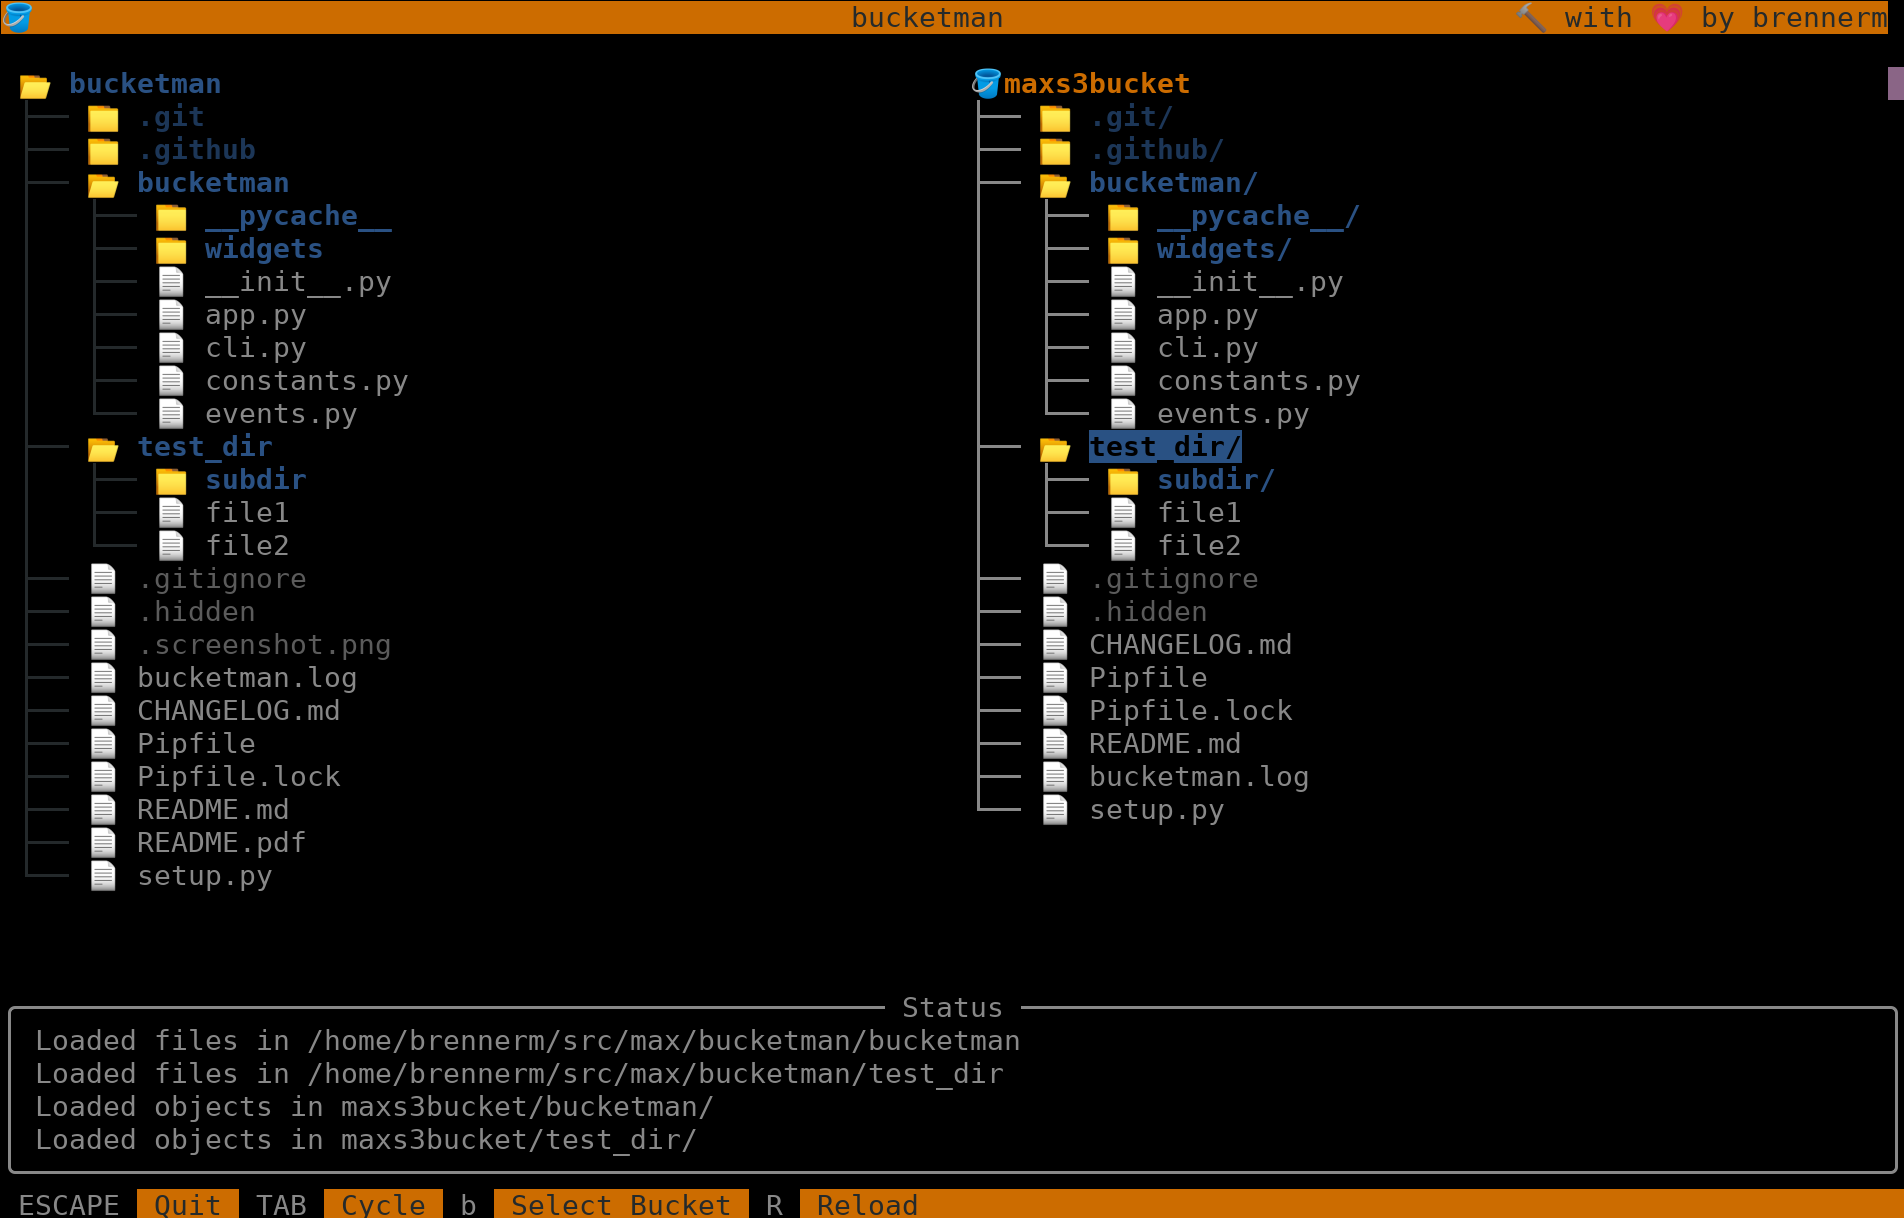 bucketman
🔨 with 💗 by brennerm
bucketman
.git
.github
bucketman
__pycache__
widgets
__init__.py
app.py
cli.py
constants.py
events.py
test_dir
subdir
file1
file2
.gitignore
.hidden
.screenshot.png
bucketman.log
CHANGELOG.md
Pipfile
Pipfile.lock
README.md
README.pdf
setup.py
maxs3bucket
.git/
.github/
bucketman/
__pycache__/
widgets/
__init__.py
app.py
cli.py
constants.py
events.py
test_dir/
subdir/
file1
file2
.gitignore
.hidden
CHANGELOG.md
Pipfile
Pipfile.lock
README.md
bucketman.log
setup.py
Status
Loaded files in /home/brennerm/src/max/bucketman/bucketman
Loaded files in /home/brennerm/src/max/bucketman/test_dir
Loaded objects in maxs3bucket/bucketman/
Loaded objects in maxs3bucket/test_dir/
ESCAPE Quit TAB Cycle b Select Bucket R Reload